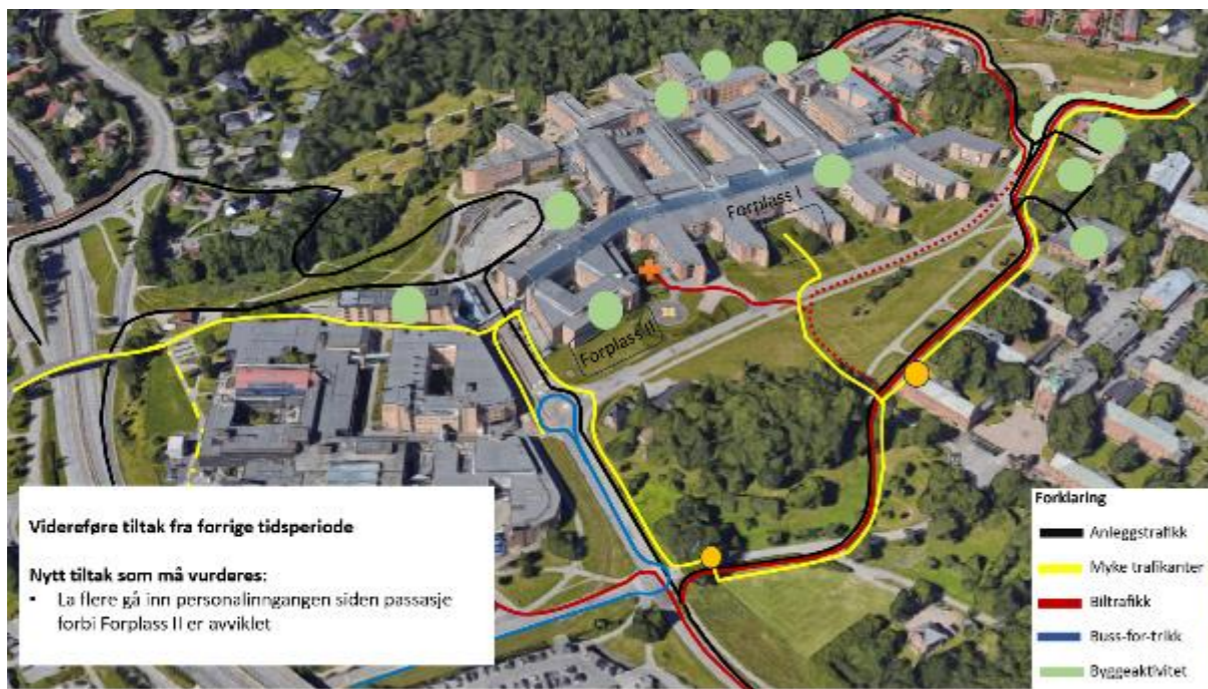 Forplass I
Forplass II
Videreføre tiltak fra forrige tidsperiode
Nytt tiltak som må vurderes:
• La flere gå inn personalinngangen siden passasje
forbi Forplass II er avviklet
Forklaring
Anleggstrafikk
Myke trafikanter
Biltrafikk
Buss-for-trikk
Byggeaktivitet